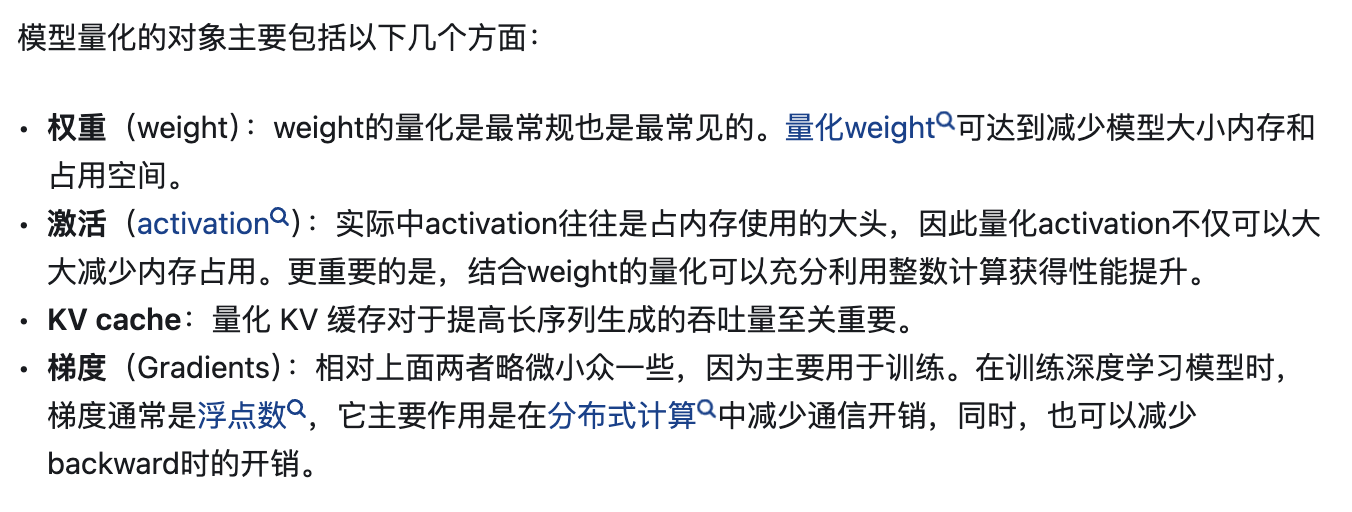 模型量化的对象主要包括以下几个方面：
• 权重（weight）：weight的量化是最常规也是最常见的。量化weight可达到减少模型大小内存和
占用空间。
• 激活（activation）：实际中activation往往是占内存使用的大头，因此量化activation不仅可以大
大减少内存占用。更重要的是，结合weight的量化可以充分利用整数计算获得性能提升。
• KV cache：量化 KV 缓存对于提高长序列生成的吞吐量至关重要。
• 梯度（Gradients）：相对上面两者略微小众一些，因为主要用于训练。在训练深度学习模型时，
梯度通常是浮点数，它主要作用是在分布式计算中减少通信开销，同时，也可以减少
backward时的开销。